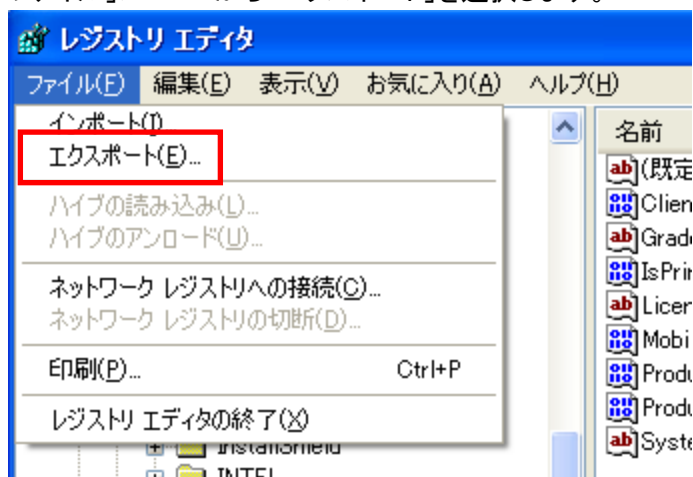 レジストリ エディタ
ファイル(F) 編集(E) 表示(V) お気に入り(A) ヘルプ(H)
インポート(I)...
エクスポート(E)...
ハイブの読み込み(L)...
ハイブのアンロード(U)...
ネットワーク レジストリへの接続(C)...
ネットワーク レジストリの切断(D)...
印刷(P)... Ctrl+P
レジストリ エディタの終了(X)
InstallShield
INTEL
名前
(既定
Clien
Grade
IsPrin
Licen
Mobi
Produ
Produ
Syste